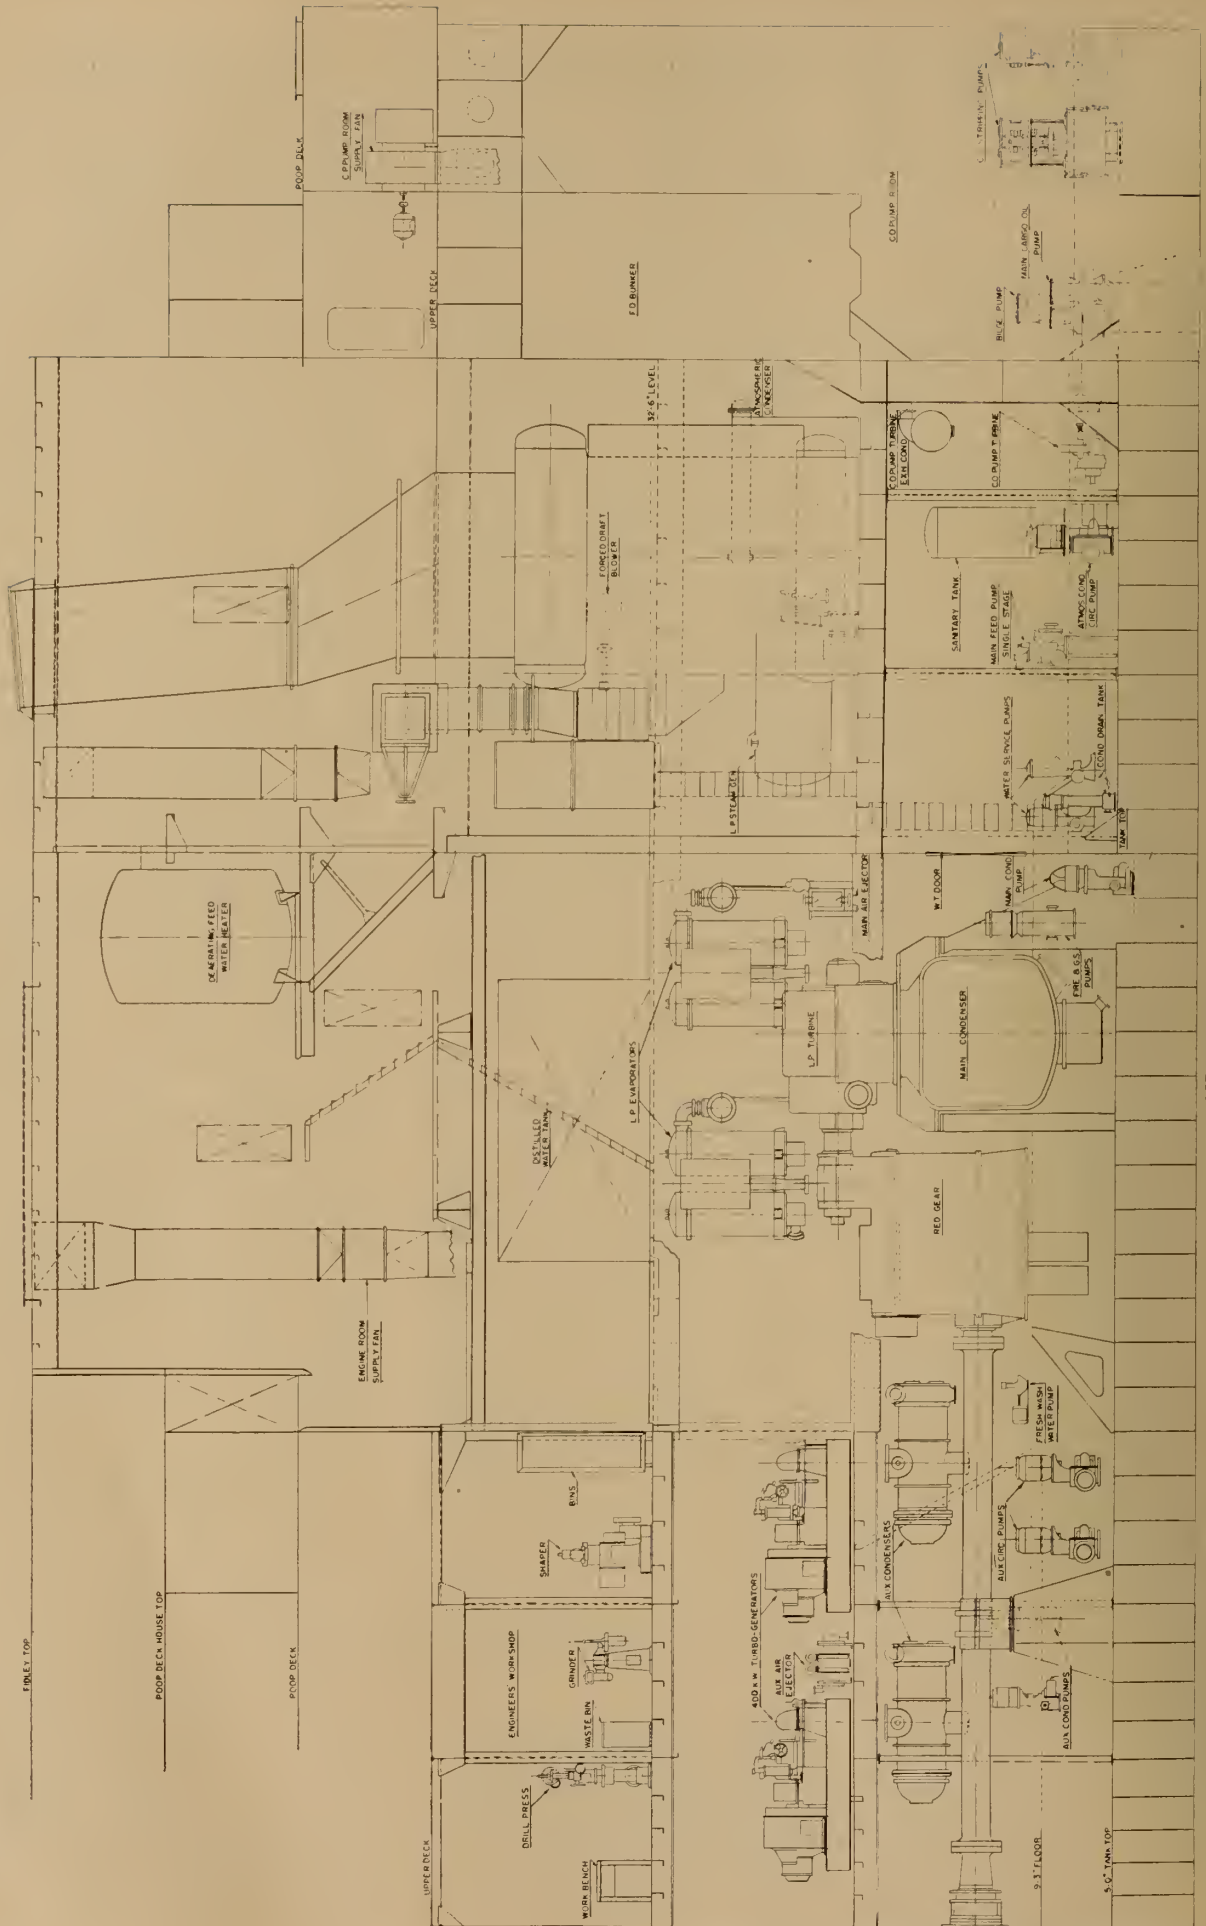 FIDLEY TOP
POOP DECK HOUSE TOP
POOP DECK
UPPER DECK
ENGINE ROOM
SUPPLY FAN
DEAERATING FEED
WATER HEATER
POOP DECK
C.P. PUMP ROOM
SUPPLY FAN
UPPER DECK
F.O. BUNKER
WORK BENCH
DRILL PRESS
WASTE BIN
GRINDER
ENGINEERS' WORKSHOP
SHAPER
BINS
DISTILLED
WATER TANK
L.P. EVAPORATORS
FORCED DRAFT
BLOWER
32'-6" LEVEL
ATMOSPHERIC
CONDENSER
L.P. STEAM GEN
400 K.W. TURBO-GENERATORS
AUX AIR
EJECTOR
AUX CONDENSERS
L.P. TURBINE
MAIN AIR EJECTOR
RED GEAR
MAIN CONDENSER
W.T. DOOR
MAIN COND.
PUMP
FIRE & G.S.
PUMPS
C.O. PUMP TURBINE
EXH. COND.
C.O. PUMP TURBINE
C.O. PUMP ROOM
SANITARY TANK
MAIN FEED PUMP
SINGLE STAGE
ATMOS. COND.
CIRC. PUMP
WATER SERVICE PUMPS
COND. DRAIN TANK
TANK TOP
BILGE PUMP
MAIN CARGO OIL
PUMP
STRIPPING PUMPS
FRESH WASH
WATER PUMP
AUX CIRC. PUMPS
AUX COND. PUMPS
9'-3" FLOOR
5'-0" TANK TOP